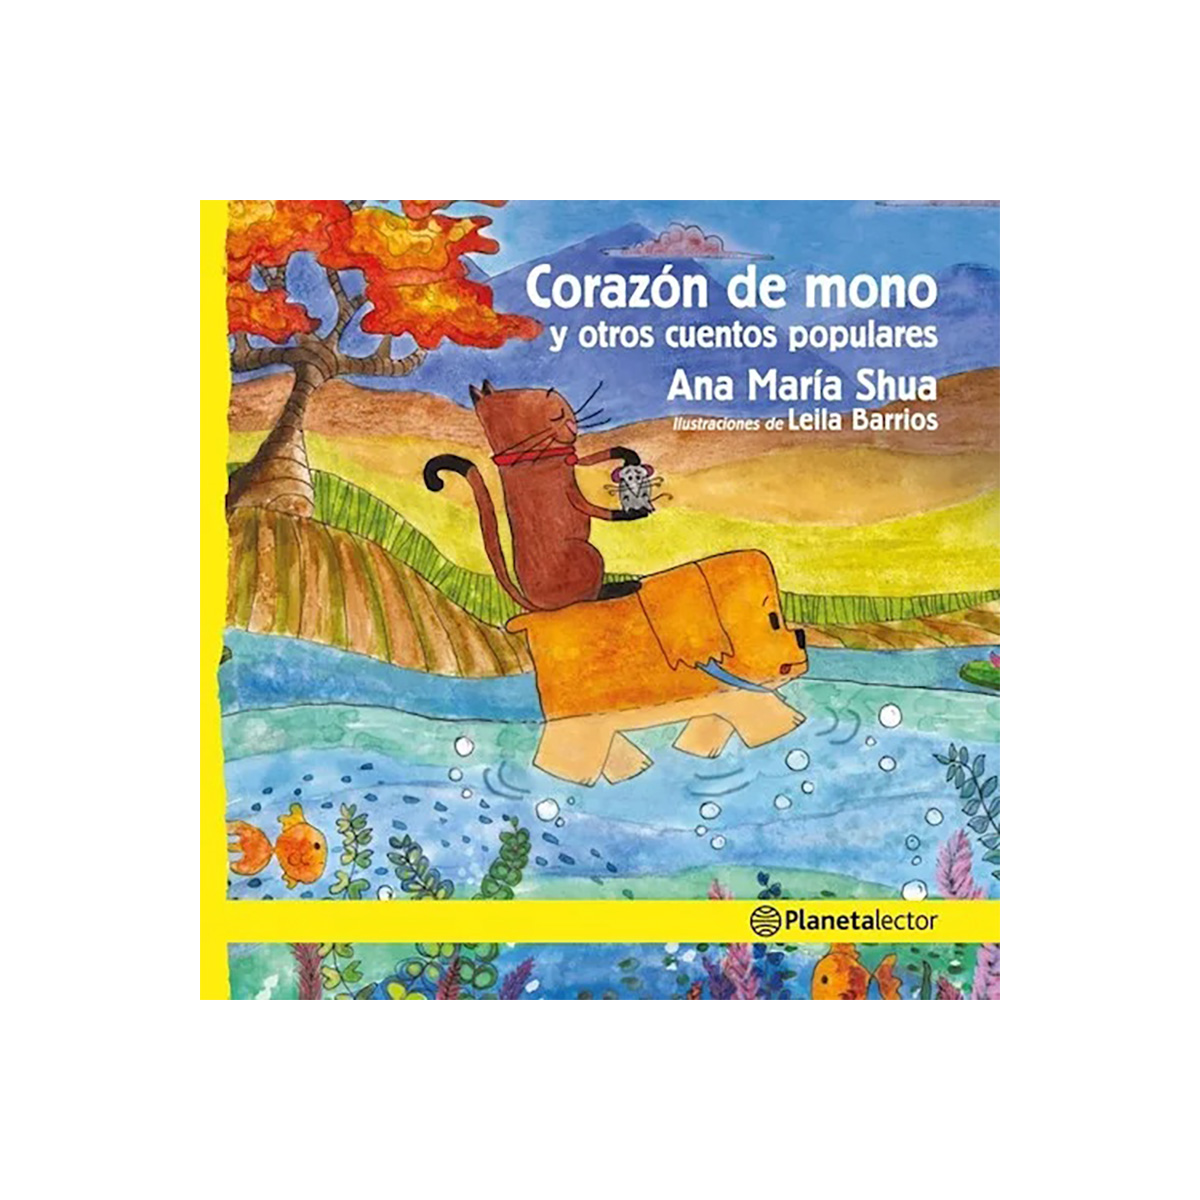 Corazón de mono
y otros cuentos populares
Ana María Shua
Ilustraciones de Leila Barrios
Planetalector